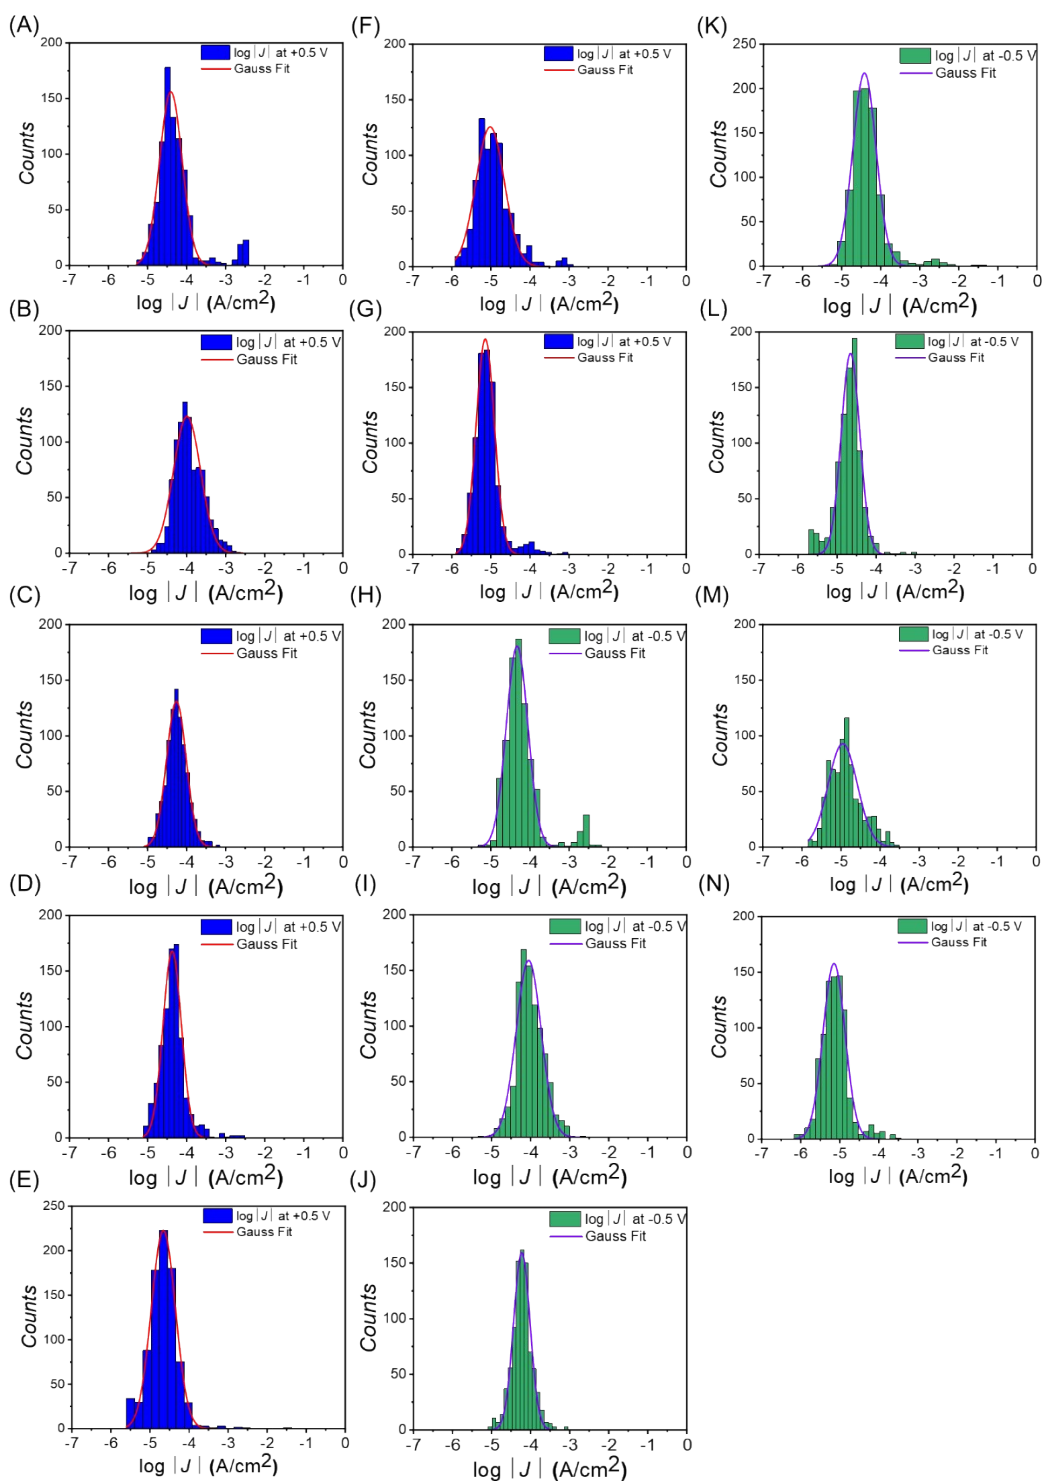 (A)
200
150
100
50
0
Counts
log |J| at +0.5 V
Gauss Fit
-7 -6 -5 -4 -3 -2 -1 0
log |J| (A/cm2)
(F)
200
150
100
50
0
Counts
log |J| at +0.5 V
Gauss Fit
-7 -6 -5 -4 -3 -2 -1 0
log |J| (A/cm2)
(K)
250
200
150
100
50
0
Counts
log |J| at -0.5 V
Gauss Fit
-7 -6 -5 -4 -3 -2 -1 0
log |J| (A/cm2)
(B)
200
150
100
50
0
Counts
log |J| at +0.5 V
Gauss Fit
-7 -6 -5 -4 -3 -2 -1 0
log |J| (A/cm2)
(G)
200
150
100
50
0
Counts
log |J| at +0.5 V
Gauss Fit
-7 -6 -5 -4 -3 -2 -1 0
log |J| (A/cm2)
(L)
200
150
100
50
0
Counts
log |J| at -0.5 V
Gauss Fit
-7 -6 -5 -4 -3 -2 -1 0
log |J| (A/cm2)
(C)
200
150
100
50
0
Counts
log |J| at +0.5 V
Gauss Fit
-7 -6 -5 -4 -3 -2 -1 0
log |J| (A/cm2)
(H)
200
150
100
50
0
Counts
log |J| at -0.5 V
Gauss Fit
-7 -6 -5 -4 -3 -2 -1 0
log |J| (A/cm2)
(M)
200
150
100
50
0
Counts
log |J| at -0.5 V
Gauss Fit
-7 -6 -5 -4 -3 -2 -1 0
log |J| (A/cm2)
(D)
200
150
100
50
0
Counts
log |J| at +0.5 V
Gauss Fit
-7 -6 -5 -4 -3 -2 -1 0
log |J| (A/cm2)
(I)
200
150
100
50
0
Counts
log |J| at -0.5 V
Gauss Fit
-7 -6 -5 -4 -3 -2 -1 0
log |J| (A/cm2)
(N)
200
150
100
50
0
Counts
log |J| at -0.5 V
Gauss Fit
-7 -6 -5 -4 -3 -2 -1 0
log |J| (A/cm2)
(E)
250
200
150
100
50
0
Counts
log |J| at +0.5 V
Gauss Fit
-7 -6 -5 -4 -3 -2 -1 0
log |J| (A/cm2)
(J)
200
150
100
50
0
Counts
log |J| at -0.5 V
Gauss Fit
-7 -6 -5 -4 -3 -2 -1 0
log |J| (A/cm2)